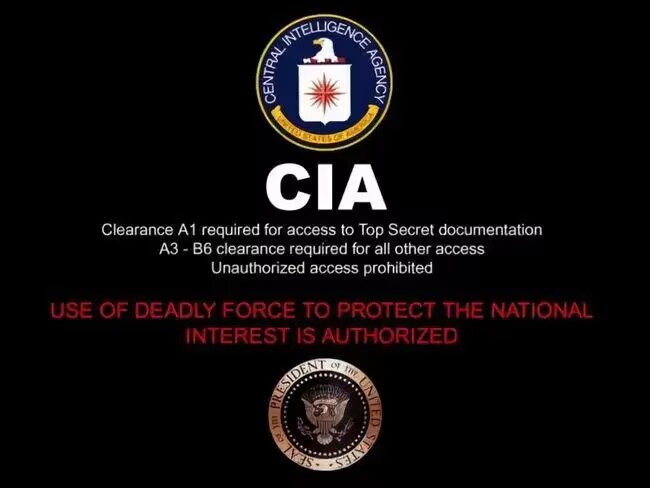 CENTRAL INTELLIGENCE AGENCY
UNITED STATES OF AMERICA
CIA
Clearance A1 required for access to Top Secret documentation
A3 - B6 clearance required for all other access
Unauthorized access prohibited
USE OF DEADLY FORCE TO PROTECT THE NATIONAL
INTEREST IS AUTHORIZED
SEAL OF THE PRESIDENT OF THE UNITED STATES